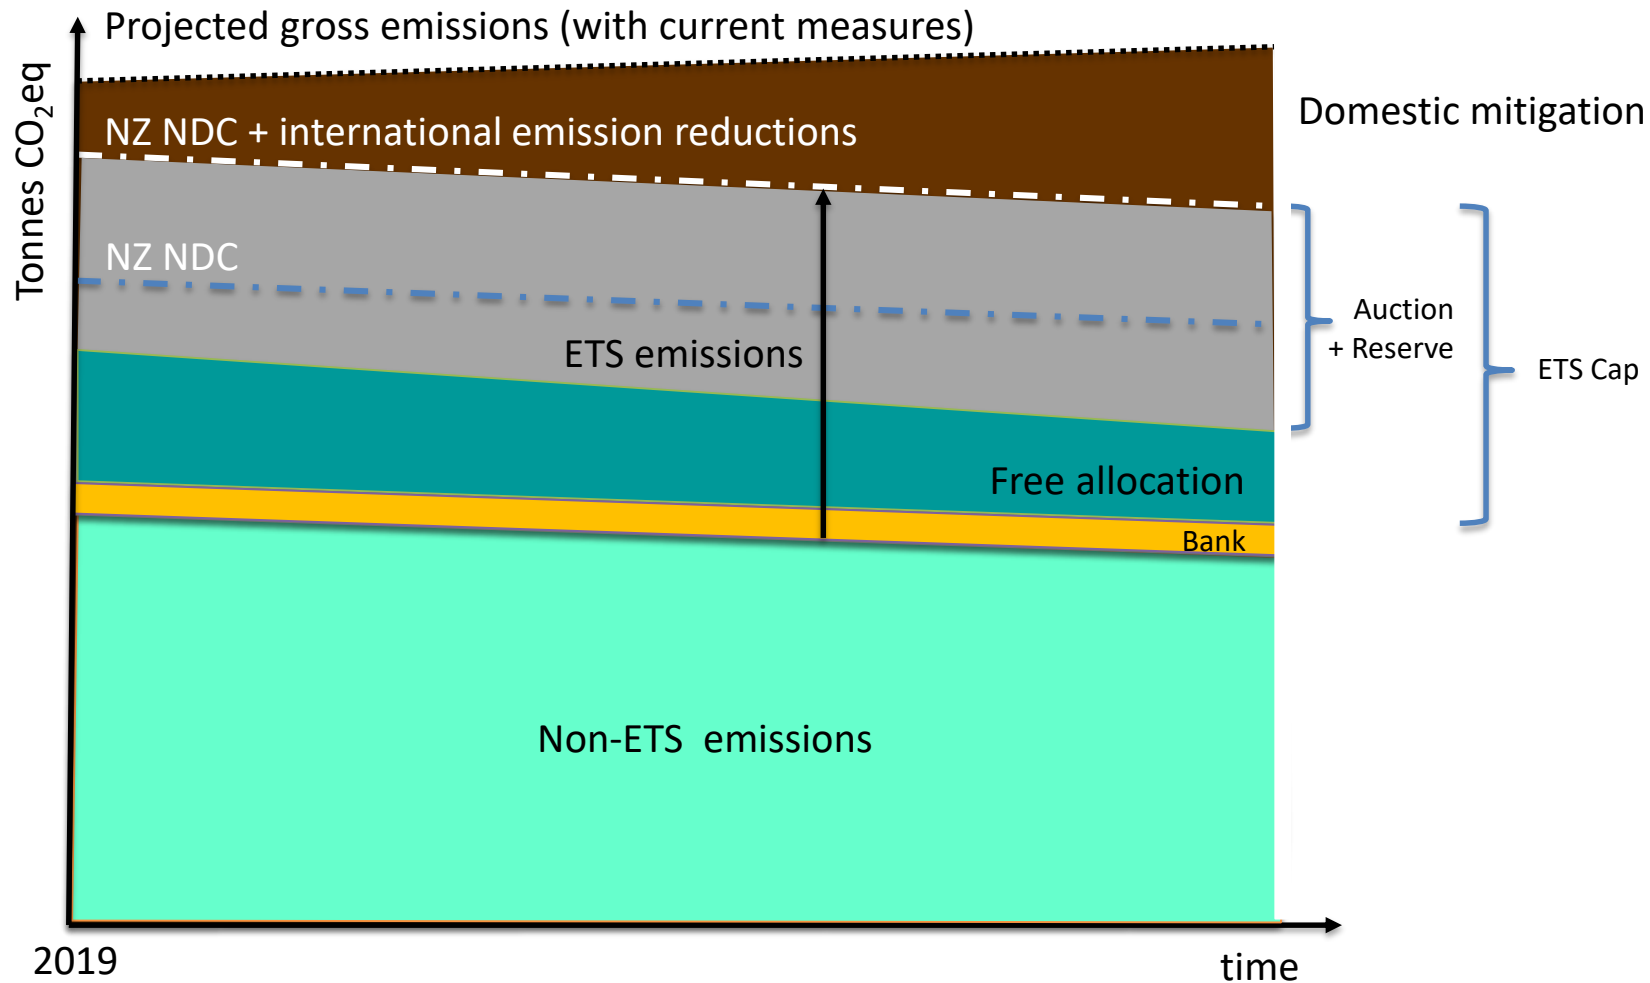 Projected gross emissions (with current measures)
Tonnes CO₂eq
Domestic mitigation
NZ NDC + international emission reductions
NZ NDC
Auction
+ Reserve
ETS emissions
ETS Cap
Free allocation
Bank
Non-ETS  emissions
2019
time